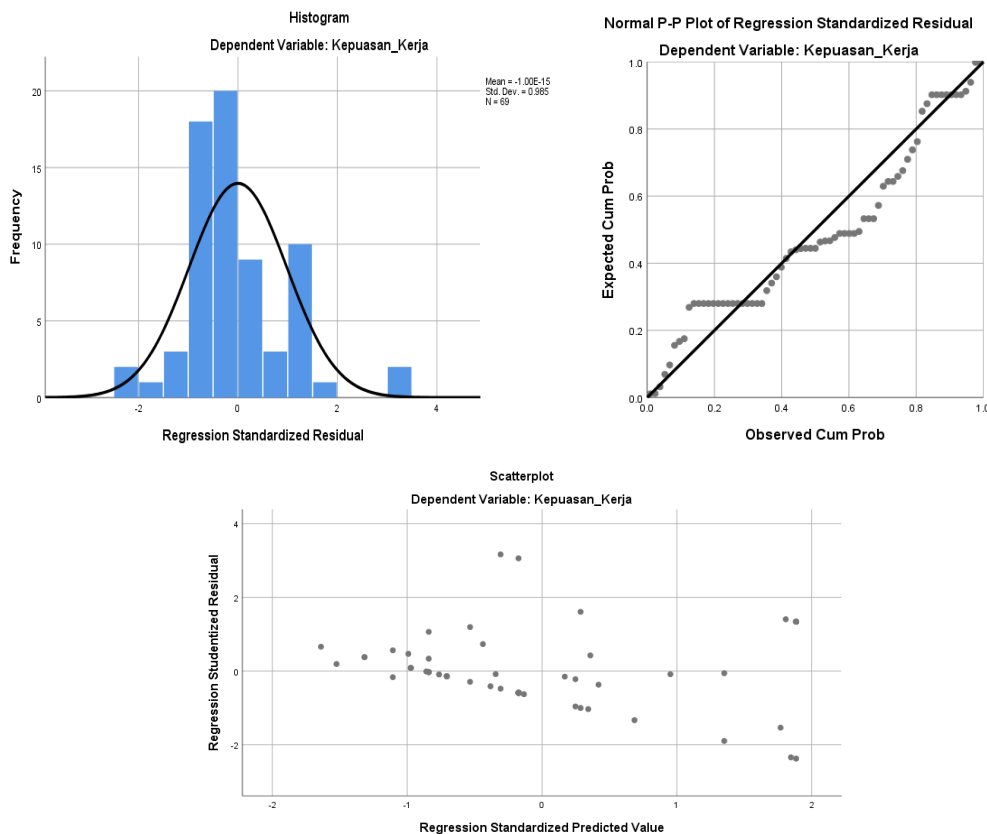 Histogram
Dependent Variable: Kepuasan_Kerja
Mean = -1.00E-15
Std. Dev. = 0.985
N = 69
Frequency
20
15
10
5
0
-2
0
2
4
Regression Standardized Residual
Normal P-P Plot of Regression Standardized Residual
Dependent Variable: Kepuasan_Kerja
Expected Cum Prob
1.0
0.8
0.6
0.4
0.2
0.0
0.0
0.2
0.4
0.6
0.8
1.0
Observed Cum Prob
Scatterplot
Dependent Variable: Kepuasan_Kerja
Regression Studentized Residual
4
2
0
-2
-2
-1
0
1
2
Regression Standardized Predicted Value